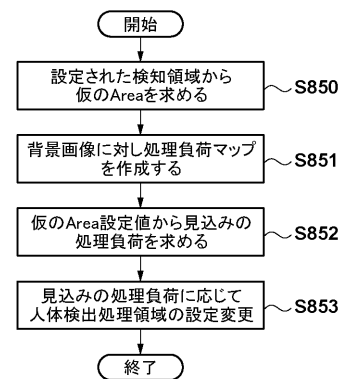 開始
設定された検知領域から
仮のAreaを求める
S850
背景画像に対し処理負荷マップ
を作成する
S851
仮のArea設定値から見込みの
処理負荷を求める
S852
見込みの処理負荷に応じて
人体検出処理領域の設定変更
S853
終了